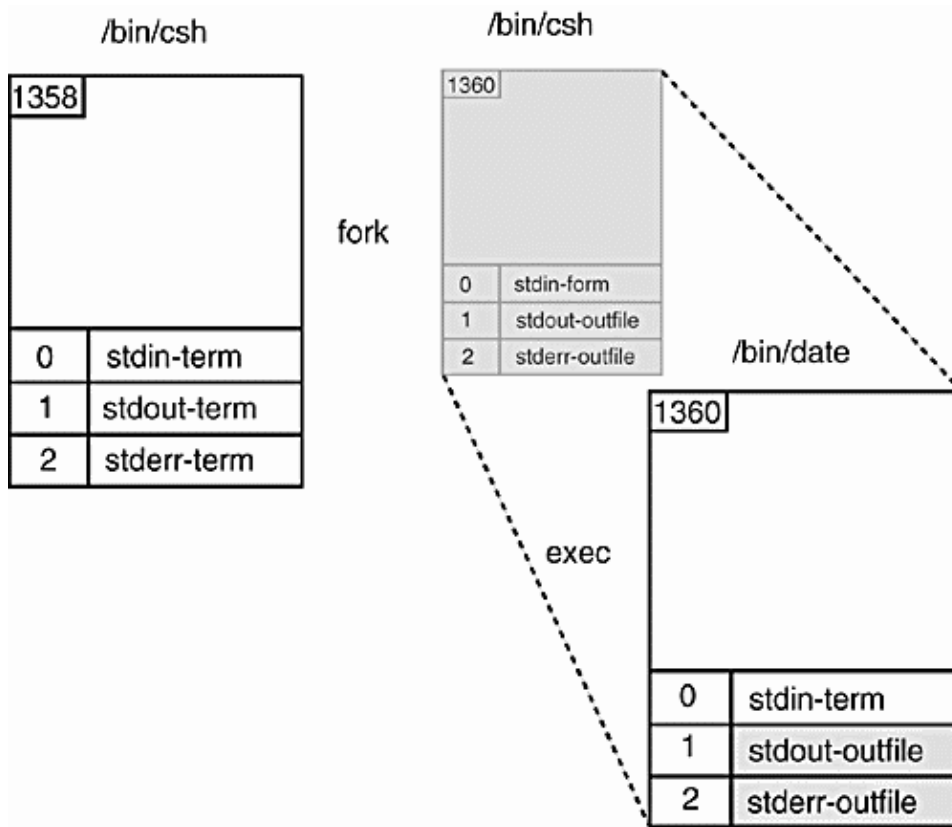 /bin/csh
1358
0 stdin-term
1 stdout-term
2 stderr-term
fork
/bin/csh
1360
0 stdin-form
1 stdout-outfile
2 stderr-outfile
exec
/bin/date
1360
0 stdin-term
1 stdout-outfile
2 stderr-outfile